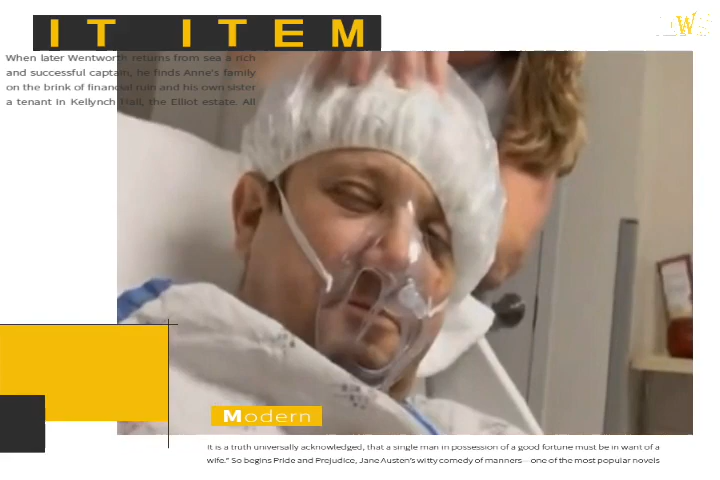 IT ITEM
EWS
When later Wentworth returns from sea a rich
and successful captain, he finds Anne's family
on the brink of financial ruin and his own sister
a tenant in Kellynch Hall, the Elliot estate. All
Modern
It is a truth universally acknowledged, that a single man in possession of a good fortune must be in want of a
wife." So begins Pride and Prejudice, Jane Austen's witty comedy of manners--one of the most popular novels